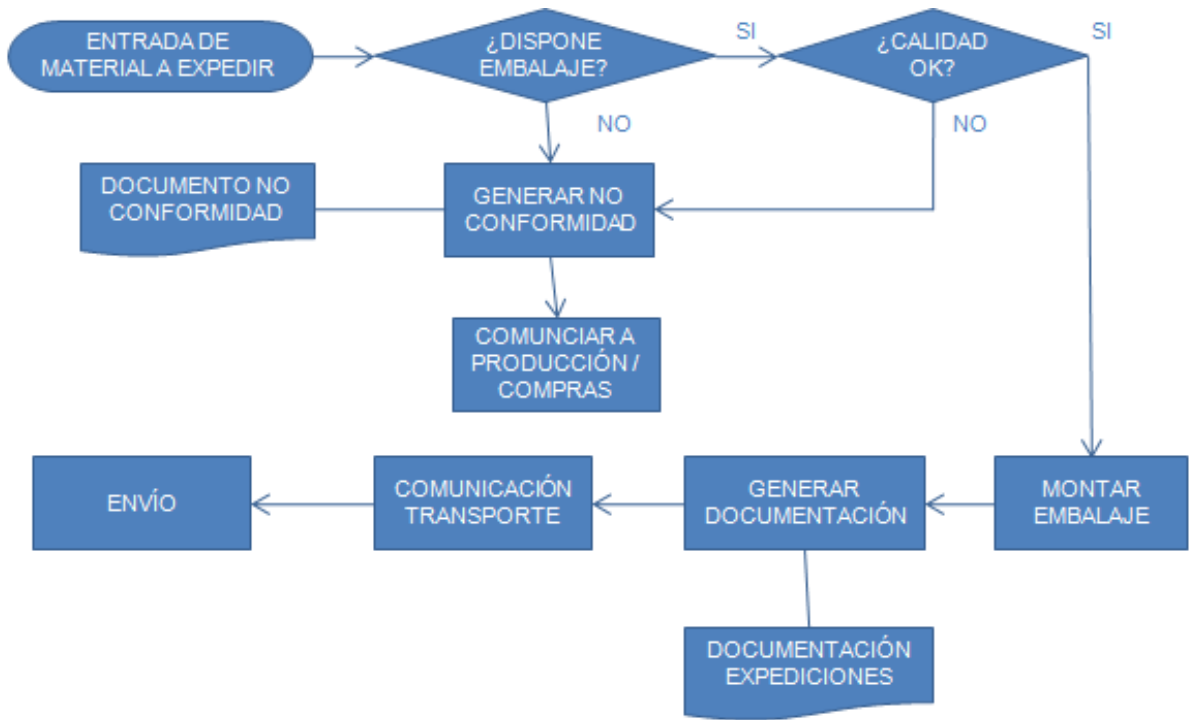 ENTRADA DE
MATERIAL A EXPEDIR
¿DISPONE
EMBALAJE?
SI
¿CALIDAD
OK?
SI
NO
NO
DOCUMENTO NO
CONFORMIDAD
GENERAR NO
CONFORMIDAD
COMUNCIAR A
PRODUCCIÓN /
COMPRAS
ENVÍO
COMUNICACIÓN
TRANSPORTE
GENERAR
DOCUMENTACIÓN
MONTAR
EMBALAJE
DOCUMENTACIÓN
EXPEDICIONES